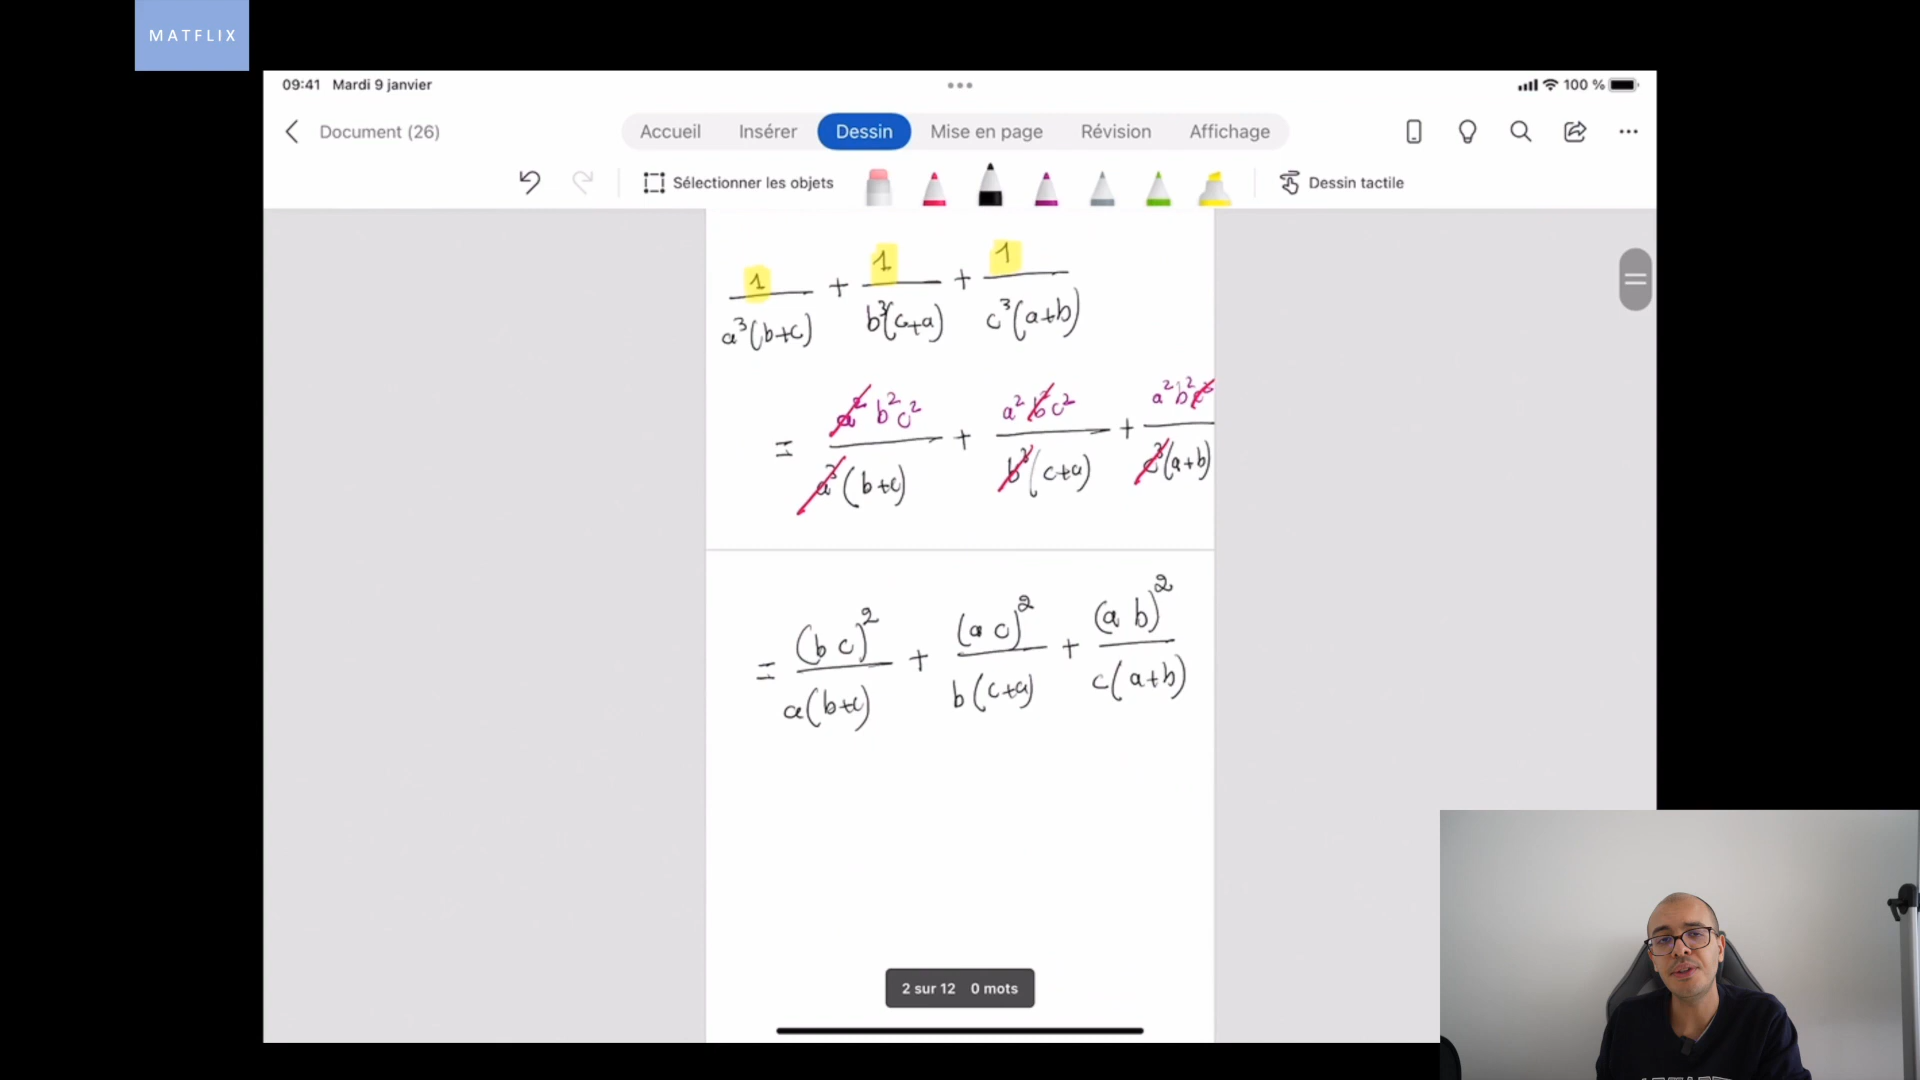 MATFLIX
09:41 Mardi 9 janvier
100 %
Document (26)
Accueil Insérer Dessin Mise en page Révision Affichage
Sélectionner les objets
Dessin tactile
1/(a³(b+c)) + 1/(b³(c+a)) + 1/(c³(a+b))
= a²b²c²/(a³(b+c)) + a²b²c²/(b³(c+a)) + a²b²c²/(c³(a+b))
= (bc)²/(a(b+c)) + (ac)²/(b(c+a)) + (ab)²/(c(a+b))
2 sur 12 0 mots